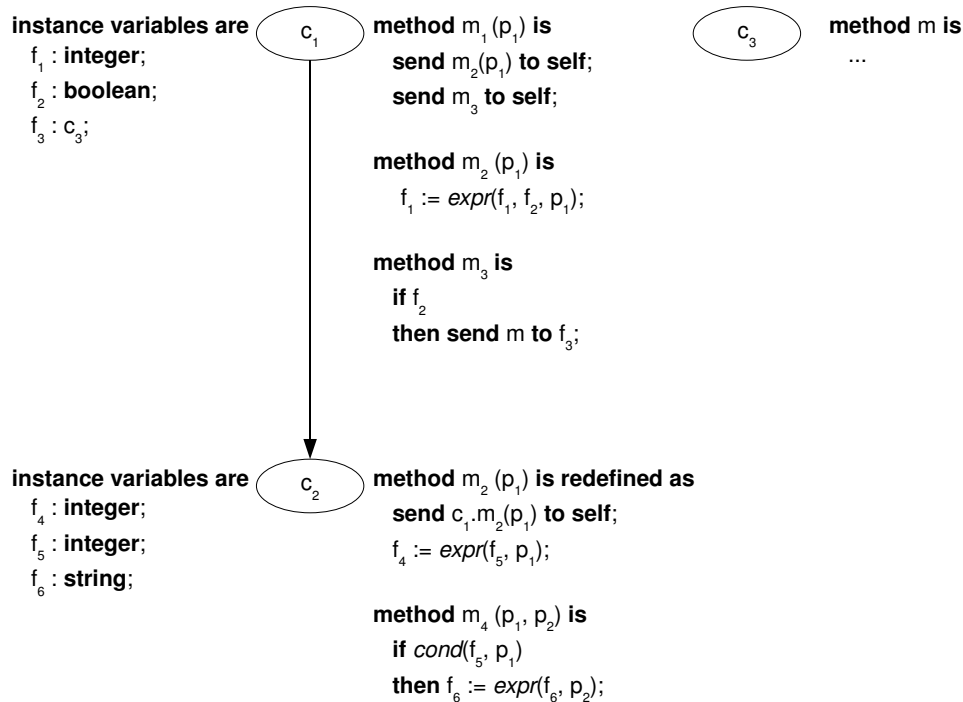 instance variables are
f₁ : integer;
f₂ : boolean;
f₃ : c₃;
c₁
method m₁ (p₁) is
send m₂(p₁) to self;
send m₃ to self;
method m₂ (p₁) is
f₁ := expr(f₁, f₂, p₁);
method m₃ is
if f₂
then send m to f₃;
c₃
method m is
...
instance variables are
f₄ : integer;
f₅ : integer;
f₆ : string;
c₂
method m₂ (p₁) is redefined as
send c₁.m₂(p₁) to self;
f₄ := expr(f₅, p₁);
method m₄ (p₁, p₂) is
if cond(f₅, p₁)
then f₆ := expr(f₆, p₂);